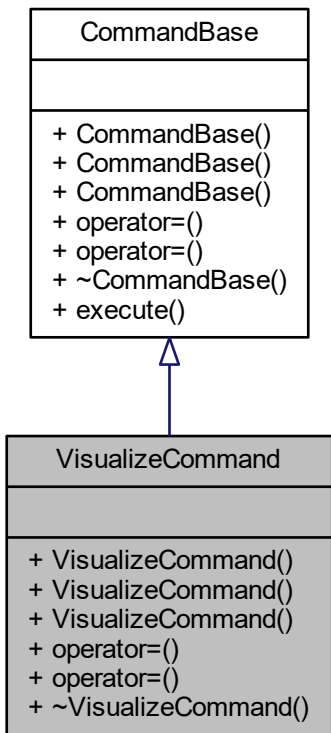 CommandBase
+ CommandBase()
+ CommandBase()
+ CommandBase()
+ operator=()
+ operator=()
+ ~CommandBase()
+ execute()
VisualizeCommand
+ VisualizeCommand()
+ VisualizeCommand()
+ VisualizeCommand()
+ operator=()
+ operator=()
+ ~VisualizeCommand()